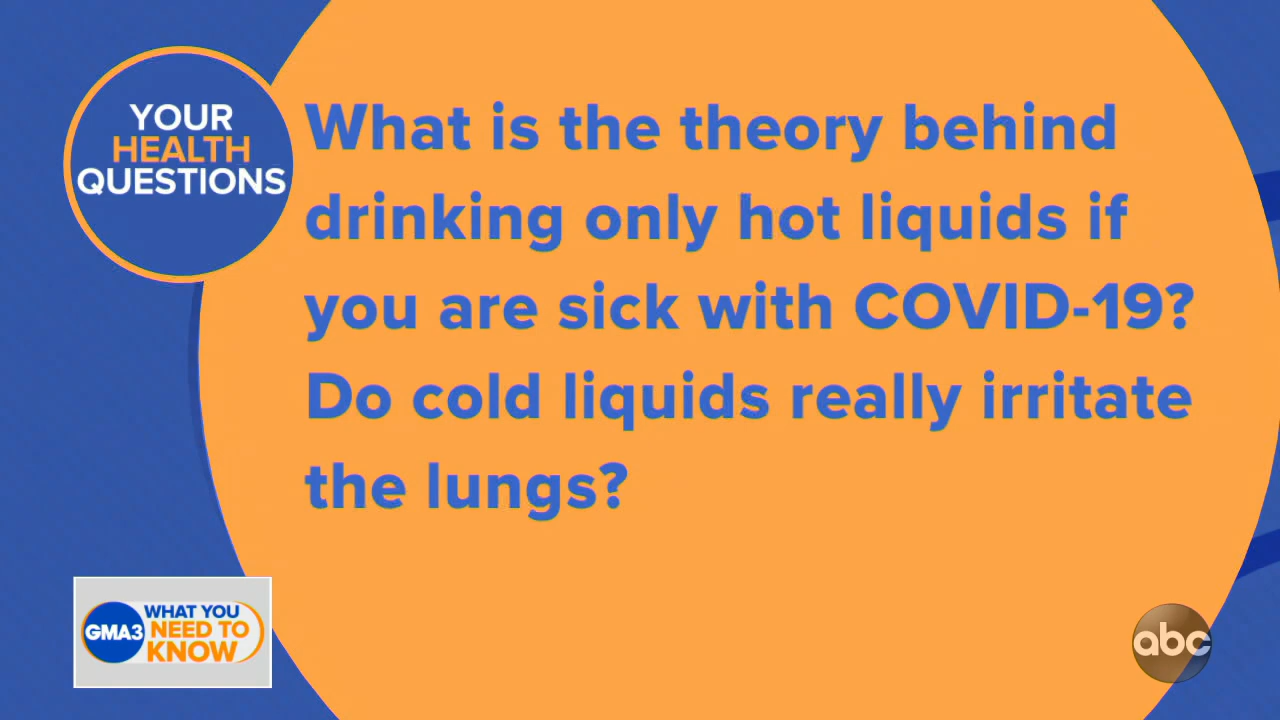 YOUR
HEALTH
QUESTIONS
What is the theory behind
drinking only hot liquids if
you are sick with COVID-19?
Do cold liquids really irritate
the lungs?
GMA3
WHAT YOU
NEED TO
KNOW
abc